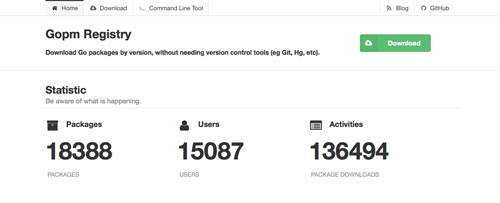 Home
Download
Command Line Tool
Blog
GitHub
Gopm Registry
Download Go packages by version, without needing version control tools (eg Git, Hg, etc).
Download
Statistic
Be aware of what is happening.
Packages
Users
Activities
18388
15087
136494
PACKAGES
USERS
PACKAGE DOWNLOADS